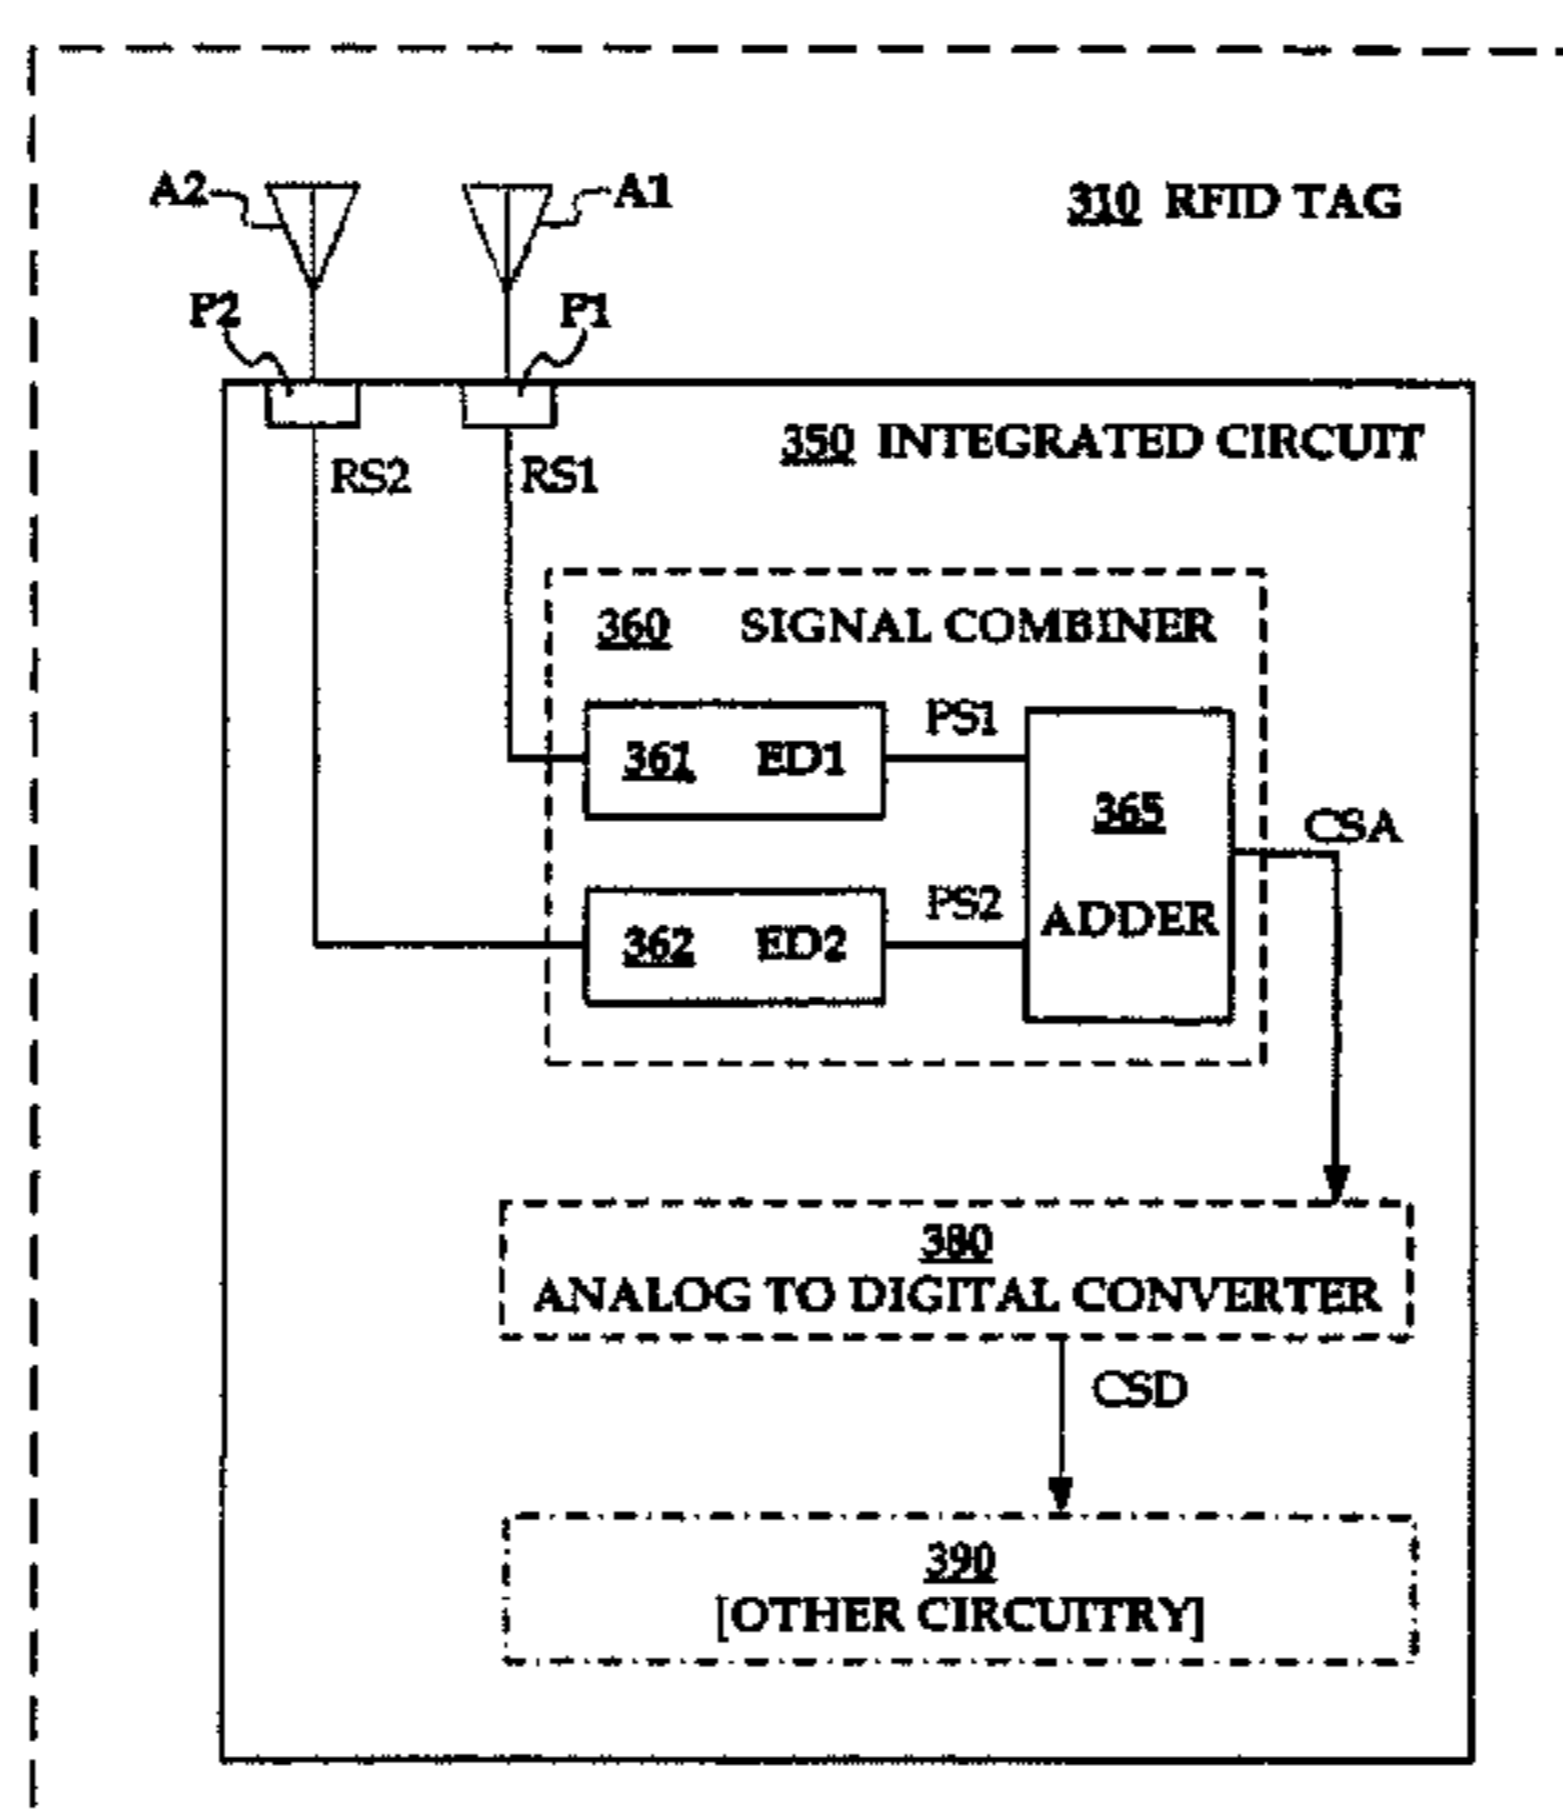 A2
A1
310 RFID TAG
P2
P1
350 INTEGRATED CIRCUIT
RS2
RS1
360 SIGNAL COMBINER
361 ED1
PS1
365
ADDER
CSA
362 ED2
PS2
380
ANALOG TO DIGITAL CONVERTER
CSD
390
[OTHER CIRCUITRY]